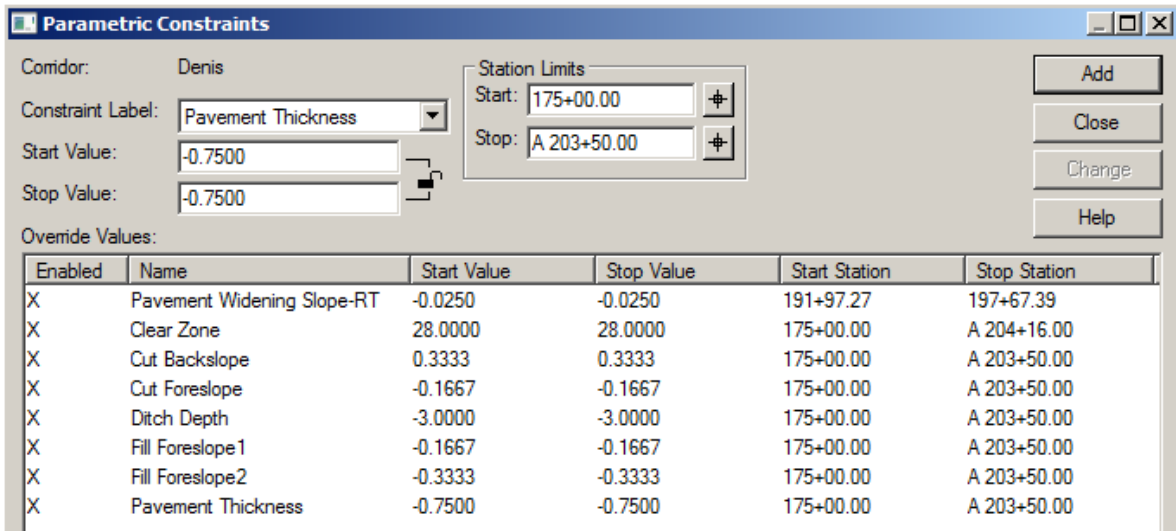 Parametric Constraints
Corridor: Denis
Constraint Label: Pavement Thickness
Start Value: -0.7500
Stop Value: -0.7500
Station Limits
Start: 175+00.00
Stop: A 203+50.00
Add
Close
Change
Help
Override Values:
Enabled Name Start Value Stop Value Start Station Stop Station
X Pavement Widening Slope-RT -0.0250 -0.0250 191+97.27 197+67.39
X Clear Zone 28.0000 28.0000 175+00.00 A 204+16.00
X Cut Backslope 0.3333 0.3333 175+00.00 A 203+50.00
X Cut Foreslope -0.1667 -0.1667 175+00.00 A 203+50.00
X Ditch Depth -3.0000 -3.0000 175+00.00 A 203+50.00
X Fill Foreslope1 -0.1667 -0.1667 175+00.00 A 203+50.00
X Fill Foreslope2 -0.3333 -0.3333 175+00.00 A 203+50.00
X Pavement Thickness -0.7500 -0.7500 175+00.00 A 203+50.00